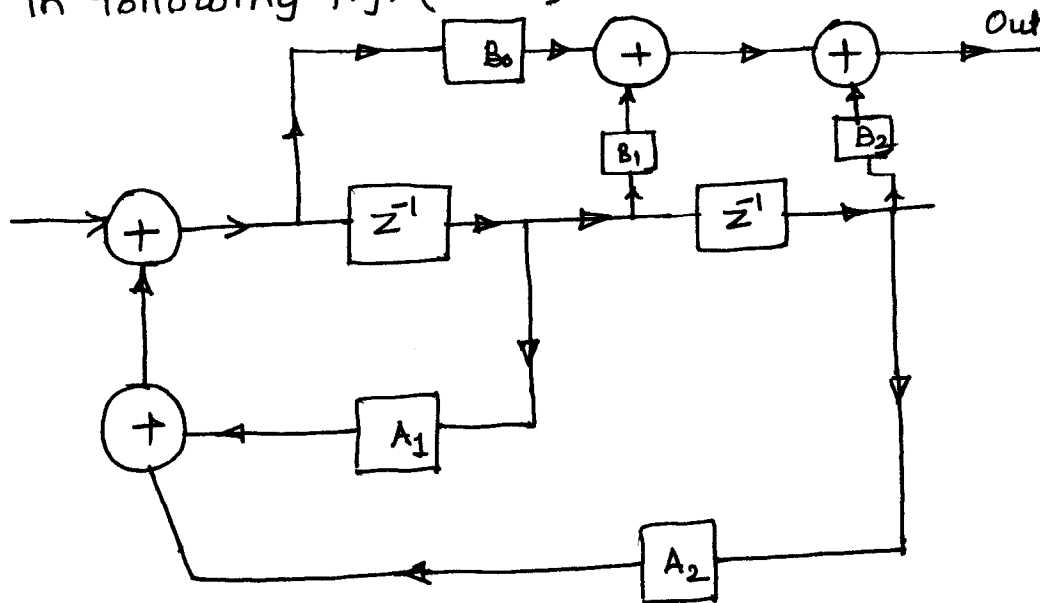 in following fig. (
Out
B₀
+
+
B₁
B₂
+
Z⁻¹
Z⁻¹
+
A₁
A₂